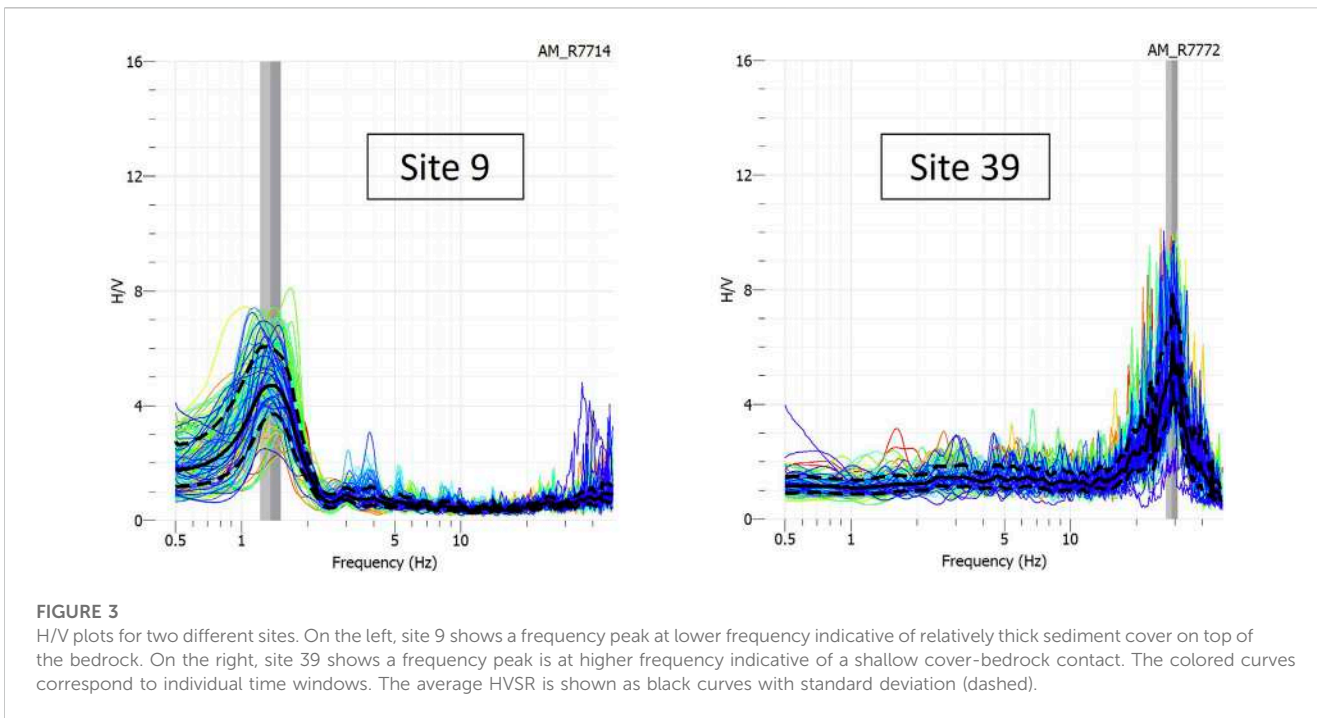 AM_R7714
16
12
8
4
0
H/V
Site 9
0.5 1 5 10
Frequency (Hz)
AM_R7772
16
12
8
4
0
H/V
Site 39
0.5 1 5 10
Frequency (Hz)
FIGURE 3
H/V plots for two different sites. On the left, site 9 shows a frequency peak at lower frequency indicative of relatively thick sediment cover on top of
the bedrock. On the right, site 39 shows a frequency peak is at higher frequency indicative of a shallow cover-bedrock contact. The colored curves
correspond to individual time windows. The average HVSR is shown as black curves with standard deviation (dashed).